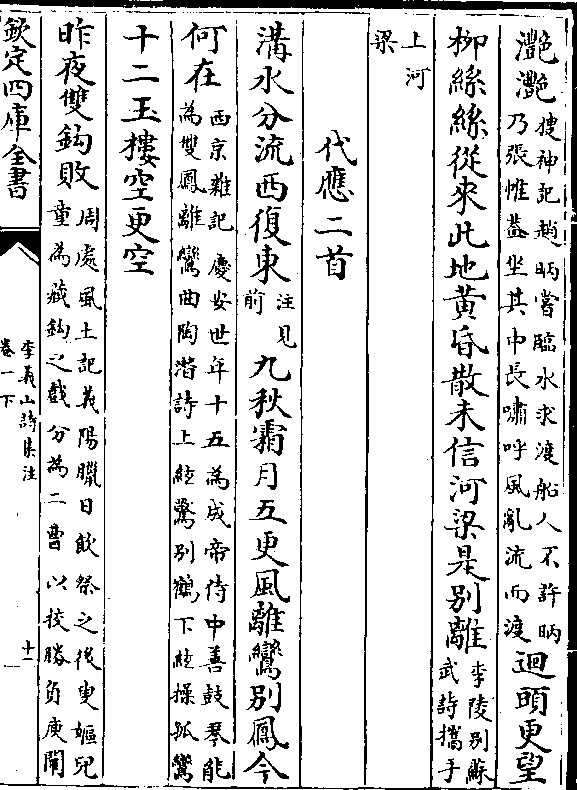 灔灔搜神記趙昞嘗臨水求渡船人不許昞
乃張帷蓋坐其中長嘯呼風亂流而渡迴頭更望
柳絲絲從來此地黃昏散未信河梁是别離李陵别蘇
武詩攜手
上河
梁
代應二首
溝水分流西復東注見
前九秋霜月五更風離鸞别鳳今
何在西京雜記慶安世年十五為成帝侍中善鼓琴能
為雙鳳離鸞曲陶潛詩上絃驚别鶴下絃操孤鸞
十二玉樓空更空
昨夜雙鈎敗周處風土記義陽臘日飲祭之後叟嫗兒
童為藏鈎之戲分為二曹以挍勝負庾闡
欽定四庫全書
李義山詩集注
卷一下
十一